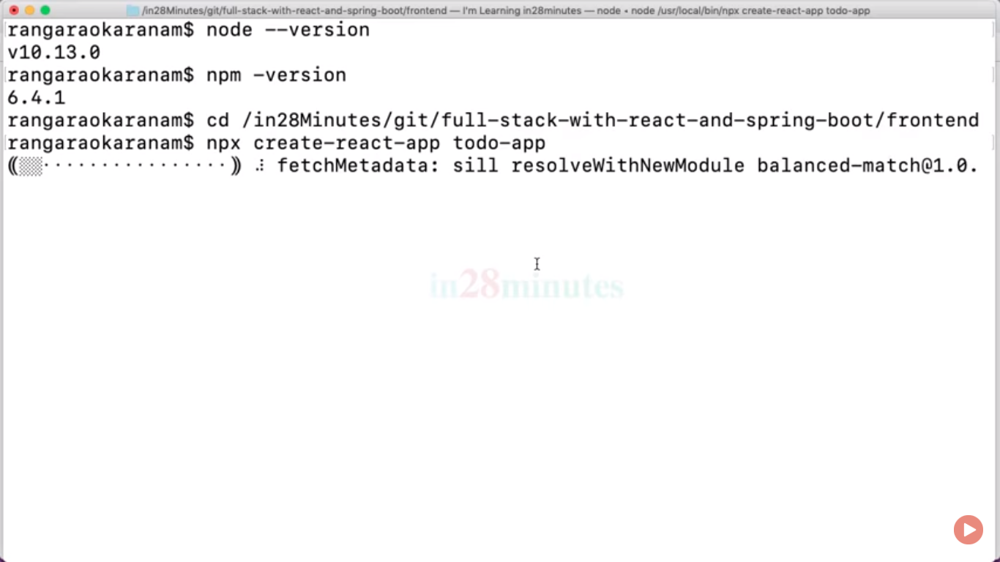 /in28Minutes/git/full-stack-with-react-and-spring-boot/frontend — I'm Learning in28minutes — node • node /usr/local/bin/npx create-react-app todo-app
rangaraokaranam$ node --version
v10.13.0
rangaraokaranam$ npm -version
6.4.1
rangaraokaranam$ cd /in28Minutes/git/full-stack-with-react-and-spring-boot/frontend
rangaraokaranam$ npx create-react-app todo-app
⸨░░················⸩ ⠼ fetchMetadata: sill resolveWithNewModule balanced-match@1.0.
in28minutes